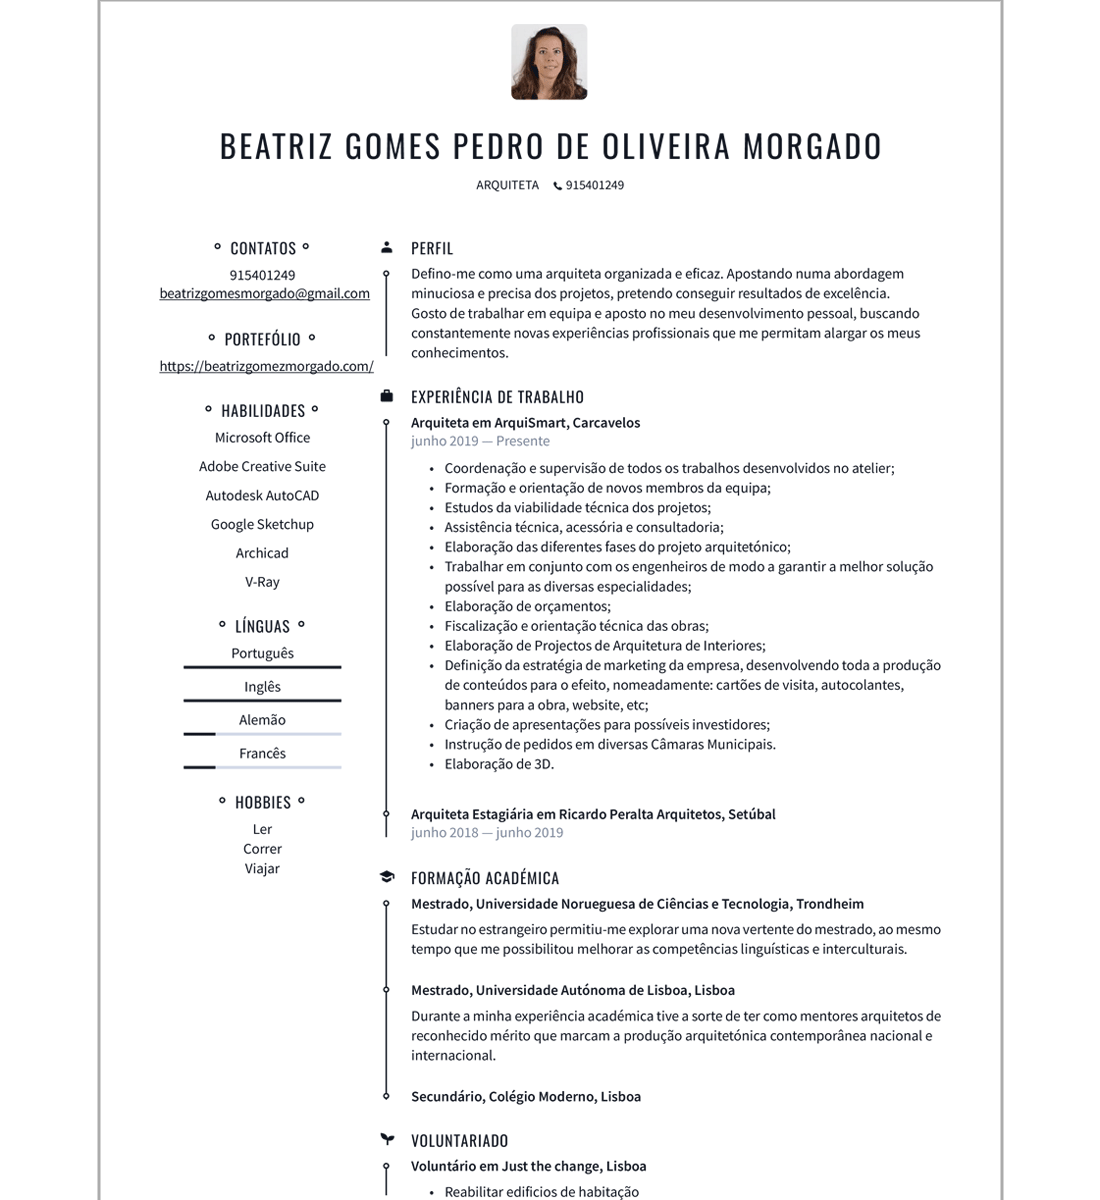 BEATRIZ GOMES PEDRO DE OLIVEIRA MORGADO
ARQUITETA 915401249
CONTATOS
915401249
beatrizgomesmorgado@gmail.com
PORTEFÓLIO
https://beatrizgomezmorgado.com/
HABILIDADES
Microsoft Office
Adobe Creative Suite
Autodesk AutoCAD
Google Sketchup
Archicad
V-Ray
LÍNGUAS
Português
Inglês
Alemão
Francês
HOBBIES
Ler
Correr
Viajar
PERFIL
Defino-me como uma arquiteta organizada e eficaz. Apostando numa abordagem
minuciosa e precisa dos projetos, pretendo conseguir resultados de excelência.
Gosto de trabalhar em equipa e aposto no meu desenvolvimento pessoal, buscando
constantemente novas experiências profissionais que me permitam alargar os meus
conhecimentos.
EXPERIÊNCIA DE TRABALHO
Arquiteta em ArquiSmart, Carcavelos
junho 2019 — Presente
• Coordenação e supervisão de todos os trabalhos desenvolvidos no atelier;
• Formação e orientação de novos membros da equipa;
• Estudos da viabilidade técnica dos projetos;
• Assistência técnica, acessória e consultadoria;
• Elaboração das diferentes fases do projeto arquitetónico;
• Trabalhar em conjunto com os engenheiros de modo a garantir a melhor solução
possível para as diversas especialidades;
• Elaboração de orçamentos;
• Fiscalização e orientação técnica das obras;
• Elaboração de Projectos de Arquitetura de Interiores;
• Definição da estratégia de marketing da empresa, desenvolvendo toda a produção
de conteúdos para o efeito, nomeadamente: cartões de visita, autocolantes,
banners para a obra, website, etc;
• Criação de apresentações para possíveis investidores;
• Instrução de pedidos em diversas Câmaras Municipais.
• Elaboração de 3D.
Arquiteta Estagiária em Ricardo Peralta Arquitetos, Setúbal
junho 2018 — junho 2019
FORMAÇÃO ACADÉMICA
Mestrado, Universidade Norueguesa de Ciências e Tecnologia, Trondheim
Estudar no estrangeiro permitiu-me explorar uma nova vertente do mestrado, ao mesmo
tempo que me possibilitou melhorar as competências linguísticas e interculturais.
Mestrado, Universidade Autónoma de Lisboa, Lisboa
Durante a minha experiência académica tive a sorte de ter como mentores arquitetos de
reconhecido mérito que marcam a produção arquitetónica contemporânea nacional e
internacional.
Secundário, Colégio Moderno, Lisboa
VOLUNTARIADO
Voluntário em Just the change, Lisboa
• Reabilitar edificios de habitação